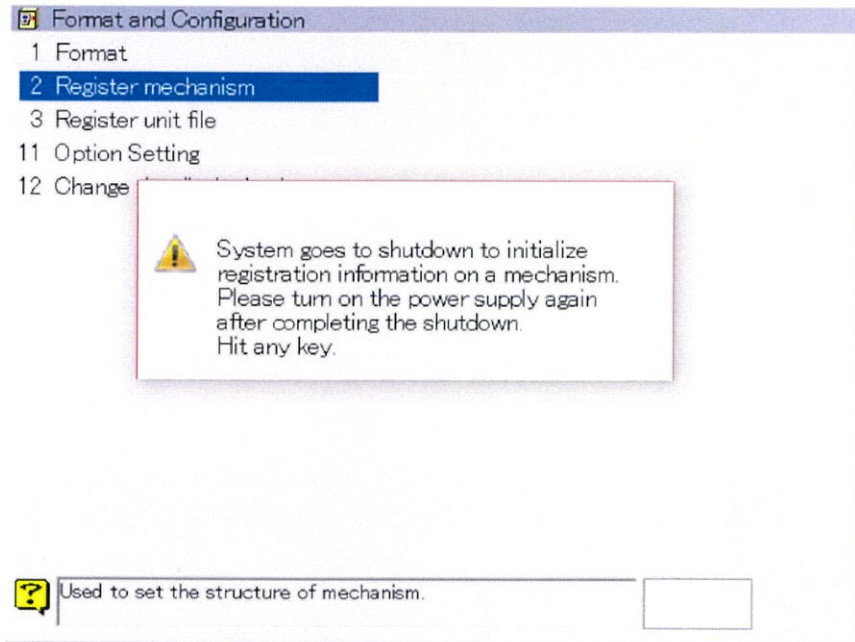 Format and Configuration
1 Format
2 Register mechanism
3 Register unit file
11 Option Setting
12 Change
System goes to shutdown to initialize
registration information on a mechanism.
Please turn on the power supply again
after completing the shutdown.
Hit any key.
Used to set the structure of mechanism.